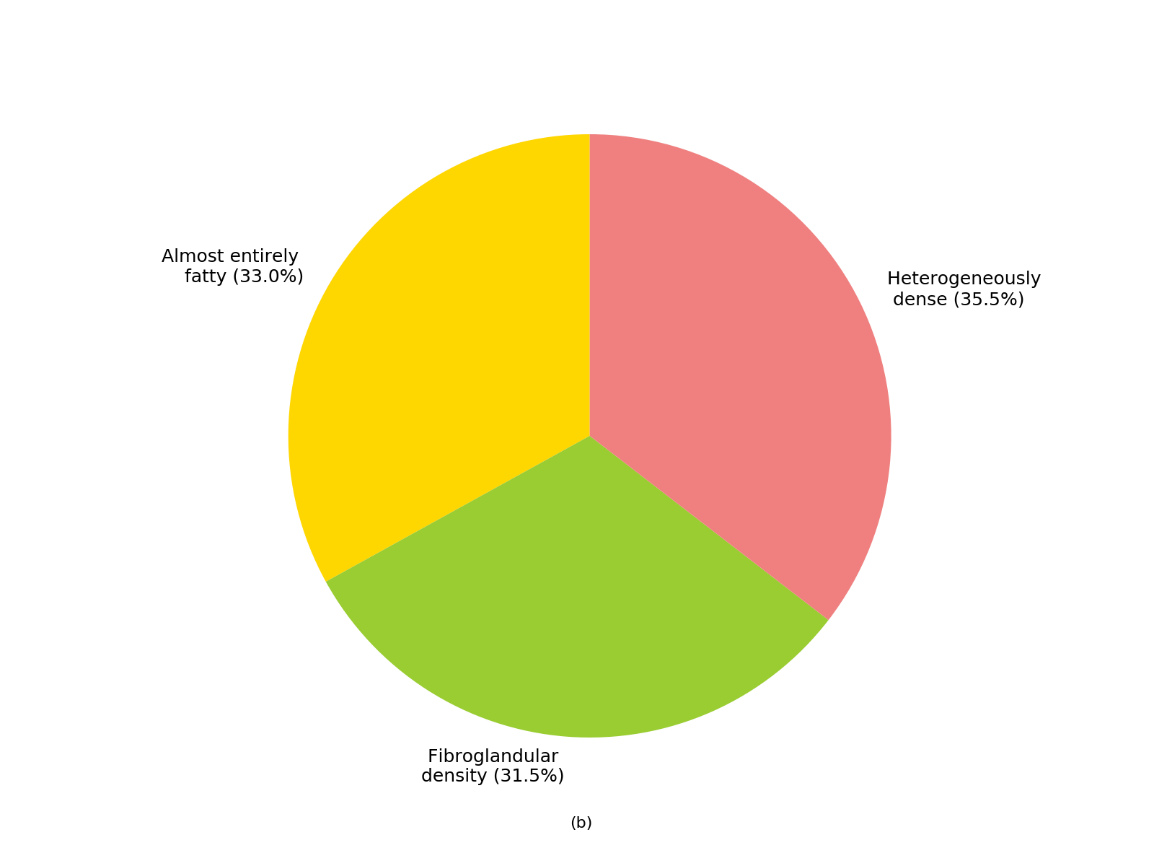 Almost entirely
fatty (33.0%)
Heterogeneously
dense (35.5%)
Fibroglandular
density (31.5%)
(b)